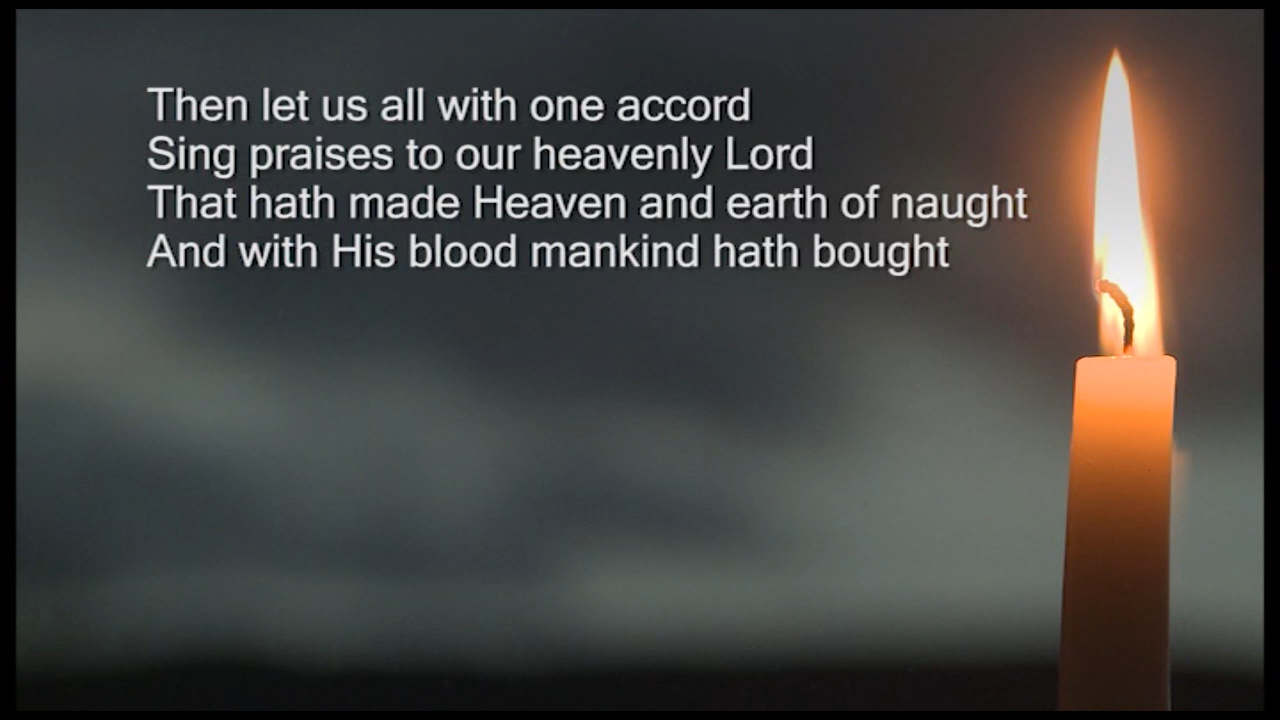 Then let us all with one accord
Sing praises to our heavenly Lord
That hath made Heaven and earth of naught
And with His blood mankind hath bought